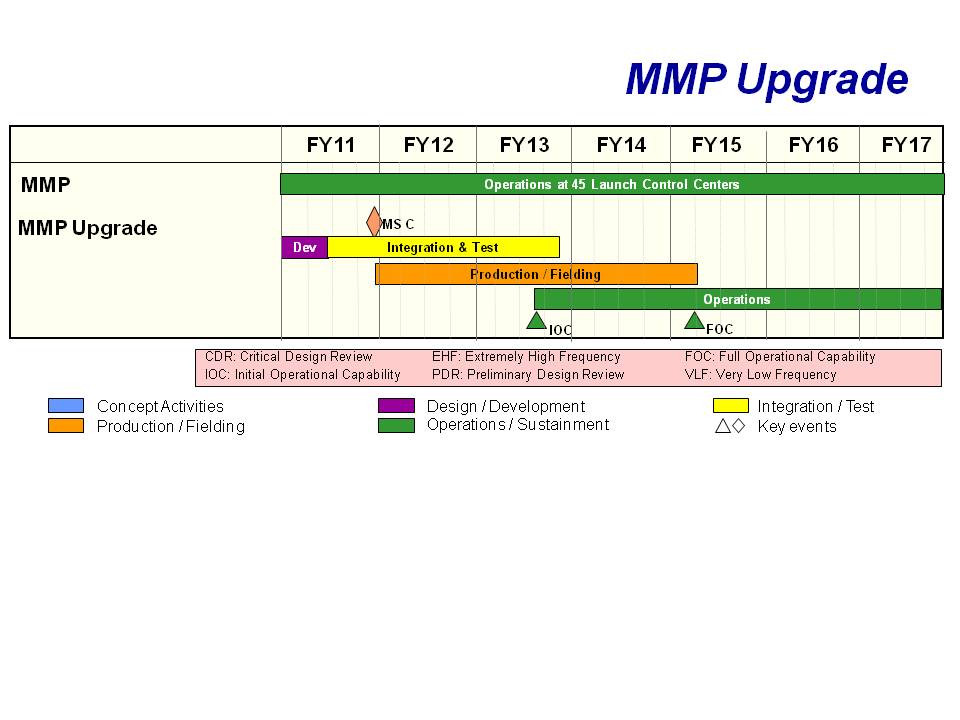 MMP Upgrade
FY11 FY12 FY13 FY14 FY15 FY16 FY17
MMP
Operations at 45 Launch Control Centers
MMP Upgrade
MS C
Dev
Integration & Test
Production / Fielding
Operations
IOC
FOC
CDR: Critical Design Review EHF: Extremely High Frequency FOC: Full Operational Capability
IOC: Initial Operational Capability PDR: Preliminary Design Review VLF: Very Low Frequency
Concept Activities Design / Development Integration / Test
Production / Fielding Operations / Sustainment Key events